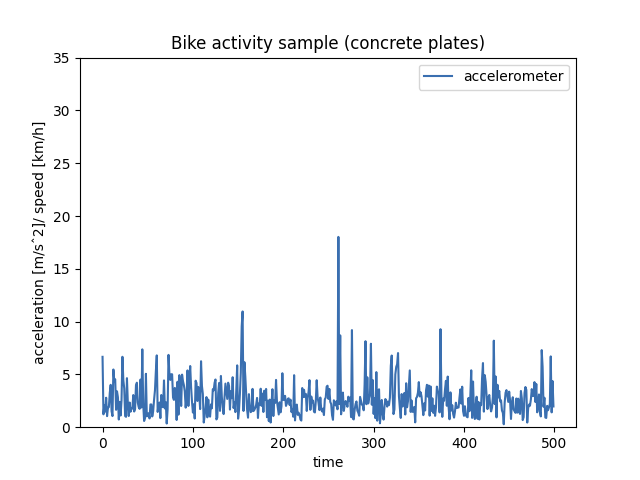 Bike activity sample (concrete plates)
accelerometer
35
30
25
20
15
10
5
0
acceleration [m/sˆ2]/ speed [km/h]
0 100 200 300 400 500
time